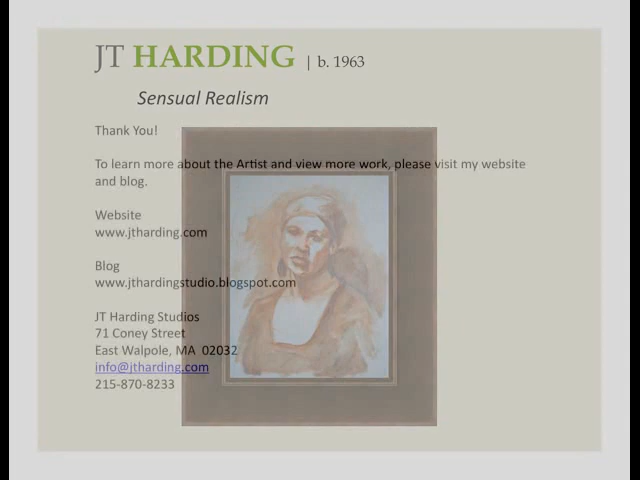 JT HARDING | b. 1963
Sensual Realism
Thank You!
To learn more about the Artist and view more work, please visit my website
and blog.
Website
www.jtharding.com
Blog
www.jthardingstudio.blogspot.com
JT Harding Studios
71 Coney Street
East Walpole, MA  02032
info@jtharding.com
215-870-8233